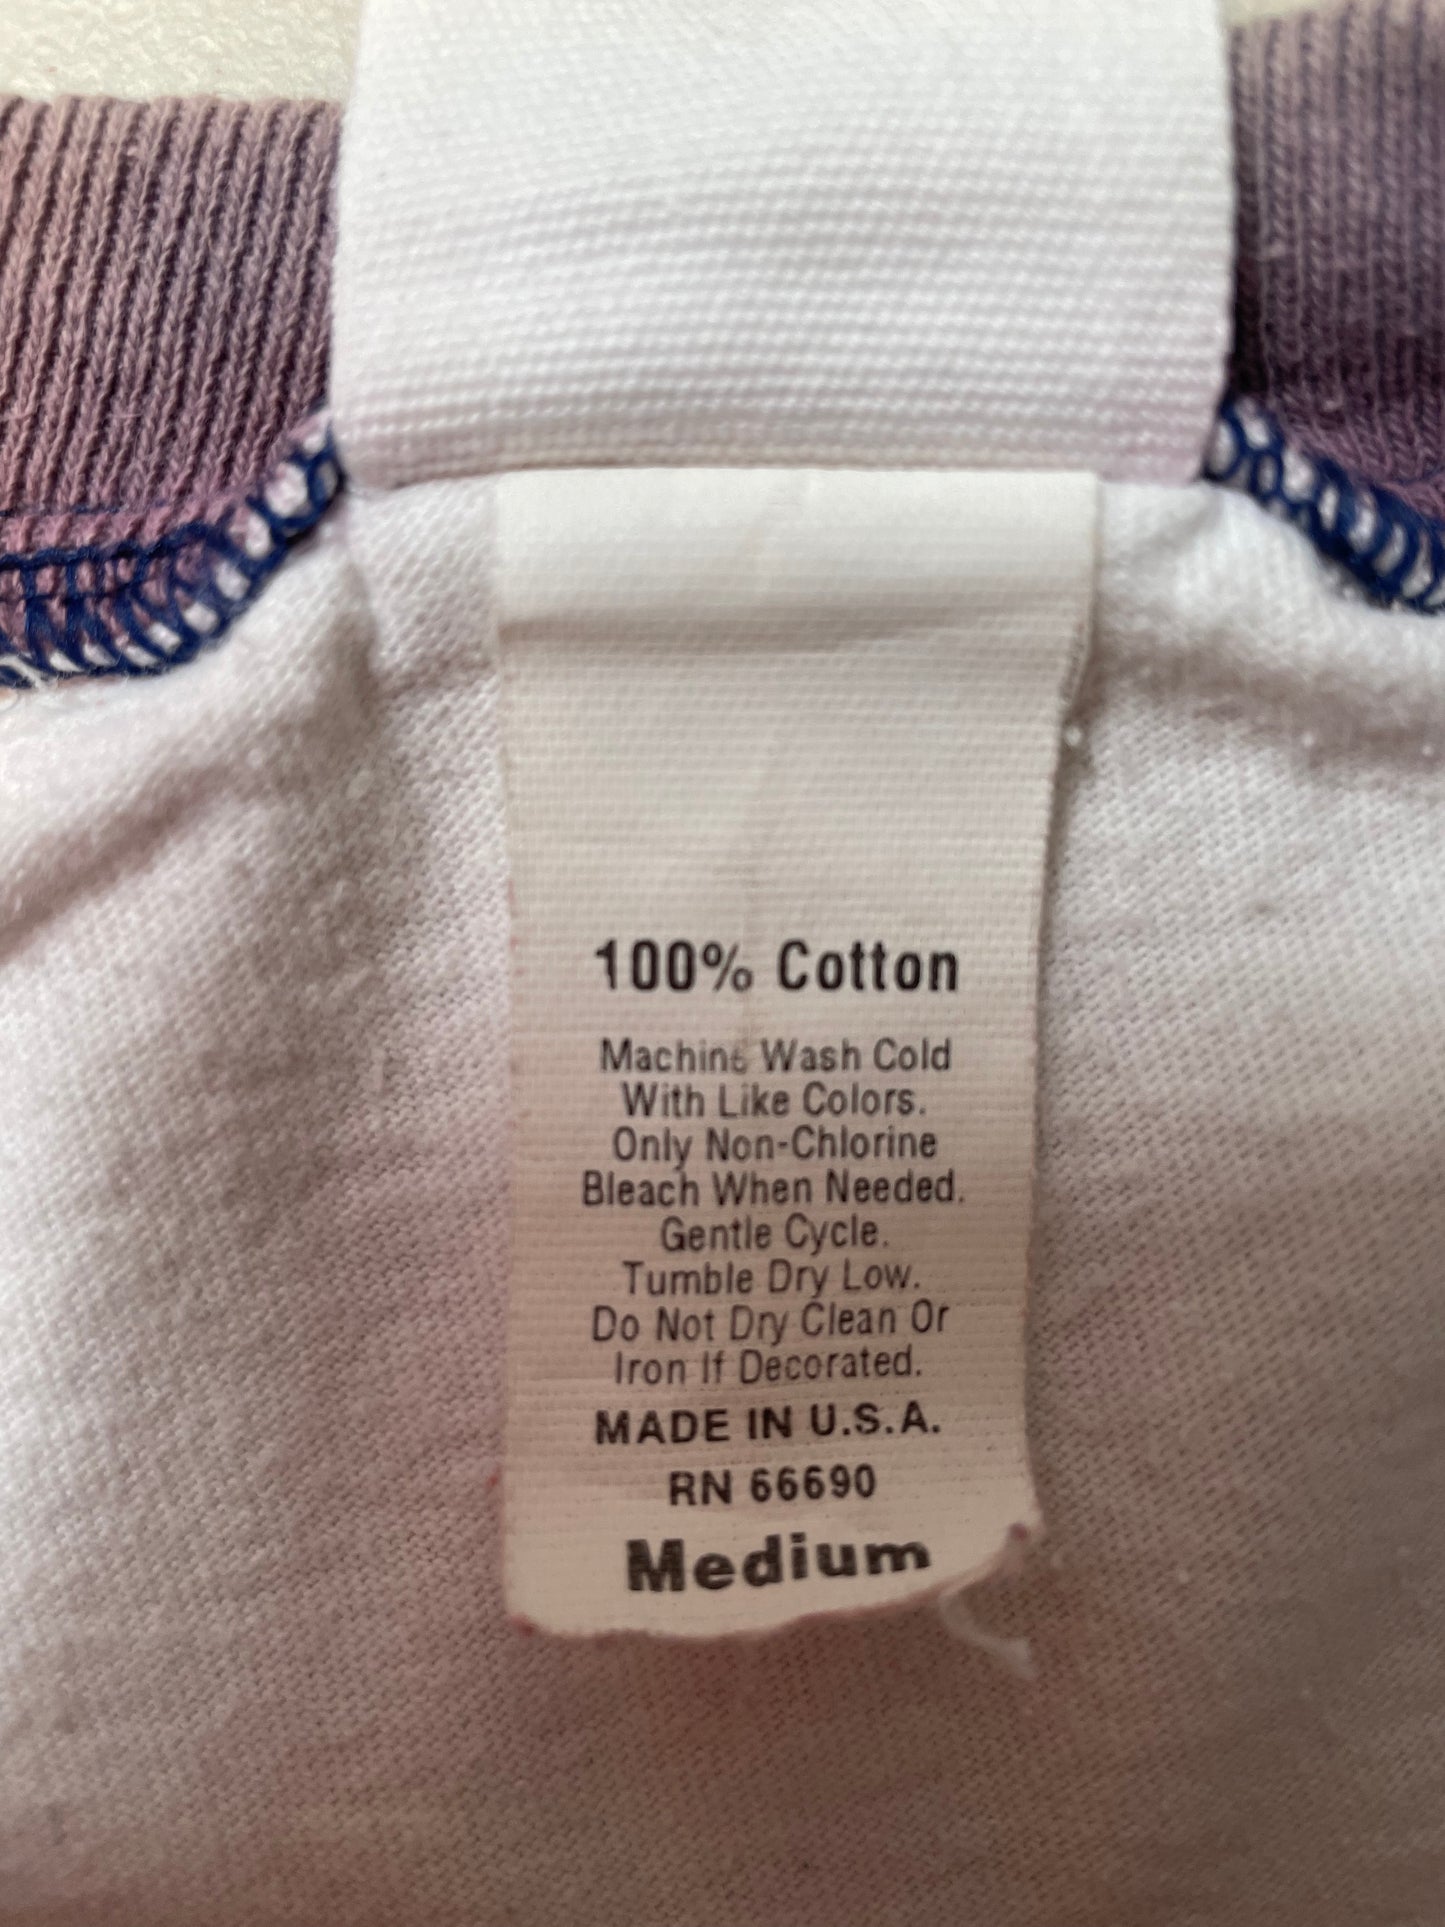 100% Cotton
Machine Wash Cold
With Like Colors.
Only Non-Chlorine
Bleach When Needed.
Gentle Cycle.
Tumble Dry Low.
Do Not Dry Clean Or
Iron If Decorated.
MADE IN U.S.A.
RN 66690
Medium